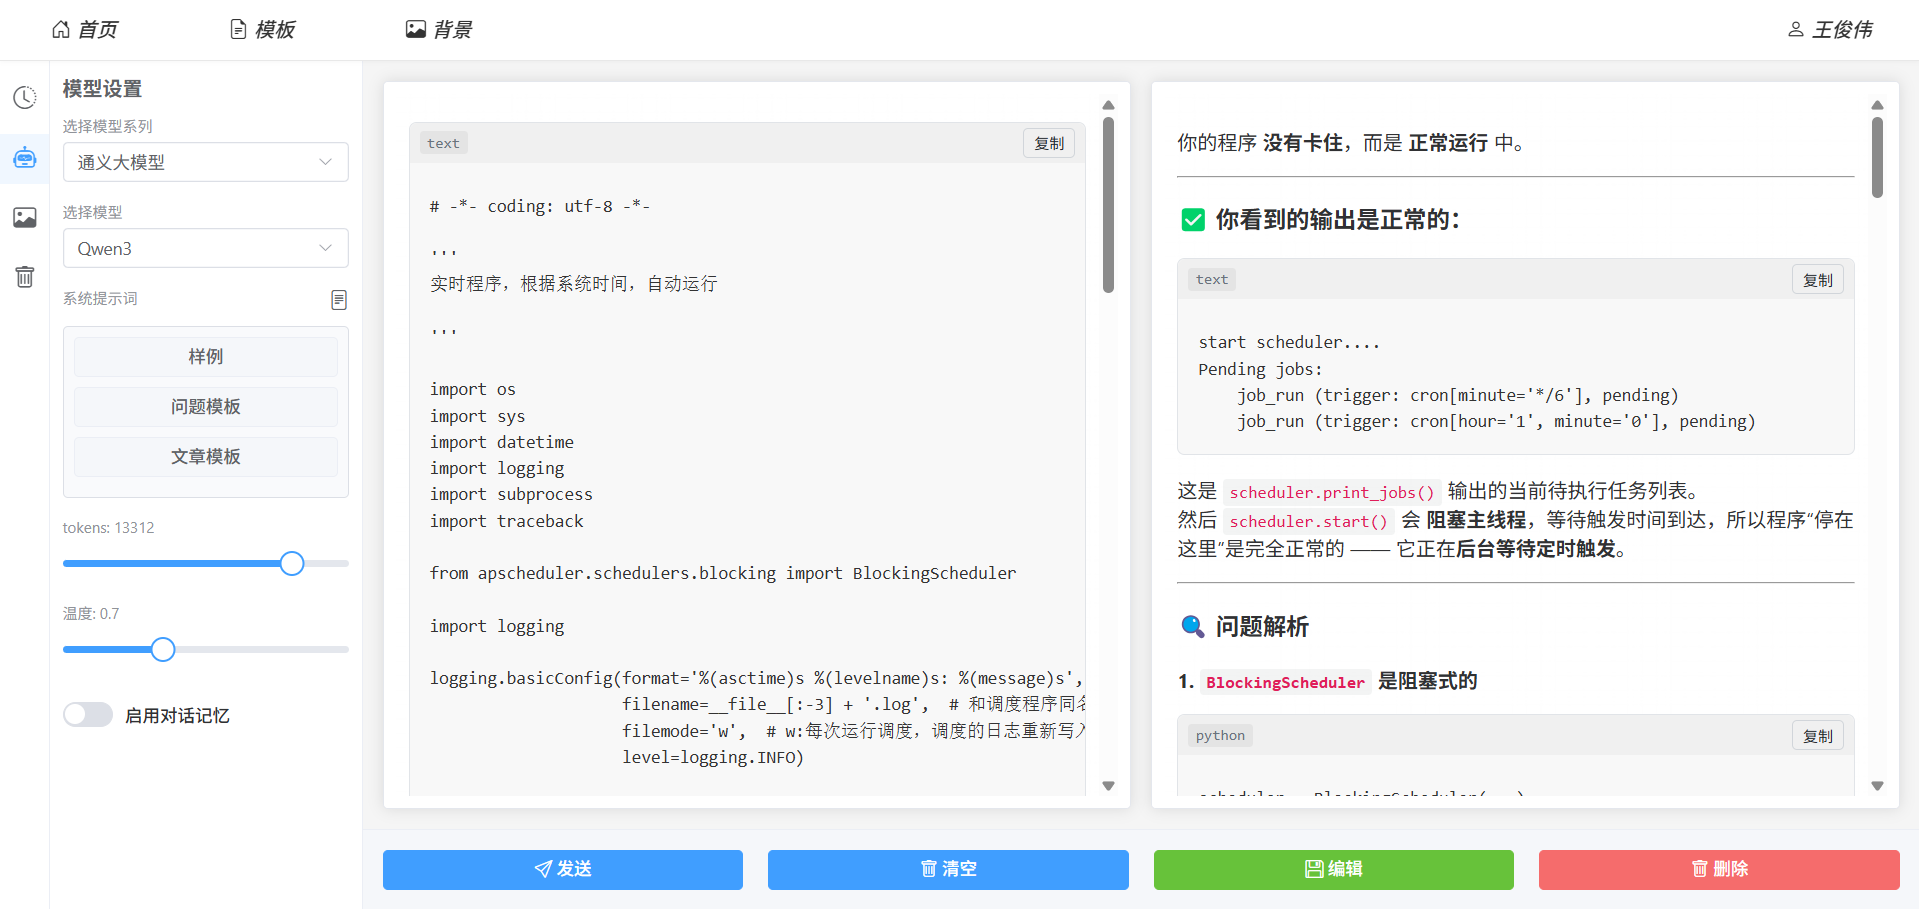 首页
模板
背景
王俊伟
模型设置
选择模型系列
通义大模型
选择模型
Qwen3
系统提示词
样例
问题模板
文章模板
tokens: 13312
温度: 0.7
启用对话记忆
text
复制
# -*- coding: utf-8 -*-
'''
实时程序，根据系统时间，自动运行
'''
import os
import sys
import datetime
import logging
import subprocess
import traceback
from apscheduler.schedulers.blocking import BlockingScheduler
import logging
logging.basicConfig(format='%(asctime)s %(levelname)s: %(message)s',
filename=__file__[:-3] + '.log',  # 和调度程序同名
filemode='w',  # w:每次运行调度，调度的日志重新写入
level=logging.INFO)
你的程序 没有卡住，而是 正常运行 中。
✅ 你看到的输出是正常的：
text
复制
start scheduler....
Pending jobs:
    job_run (trigger: cron[minute='*/6'], pending)
    job_run (trigger: cron[hour='1', minute='0'], pending)
这是 scheduler.print_jobs() 输出的当前待执行任务列表。
然后 scheduler.start() 会 阻塞主线程，等待触发时间到达，所以程序“停在
这里”是完全正常的 —— 它正在后台等待定时触发。
🔍 问题解析
1. BlockingScheduler 是阻塞式的
python
复制
发送
清空
编辑
删除